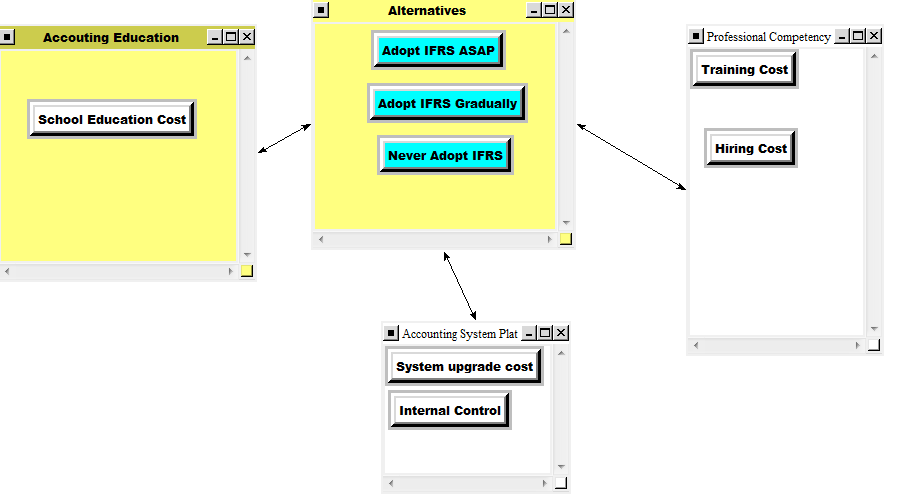 Accouting Education
School Education Cost
Alternatives
Adopt IFRS ASAP
Adopt IFRS Gradually
Never Adopt IFRS
Professional Competency
Training Cost
Hiring Cost
Accounting System Plat
System upgrade cost
Internal Control